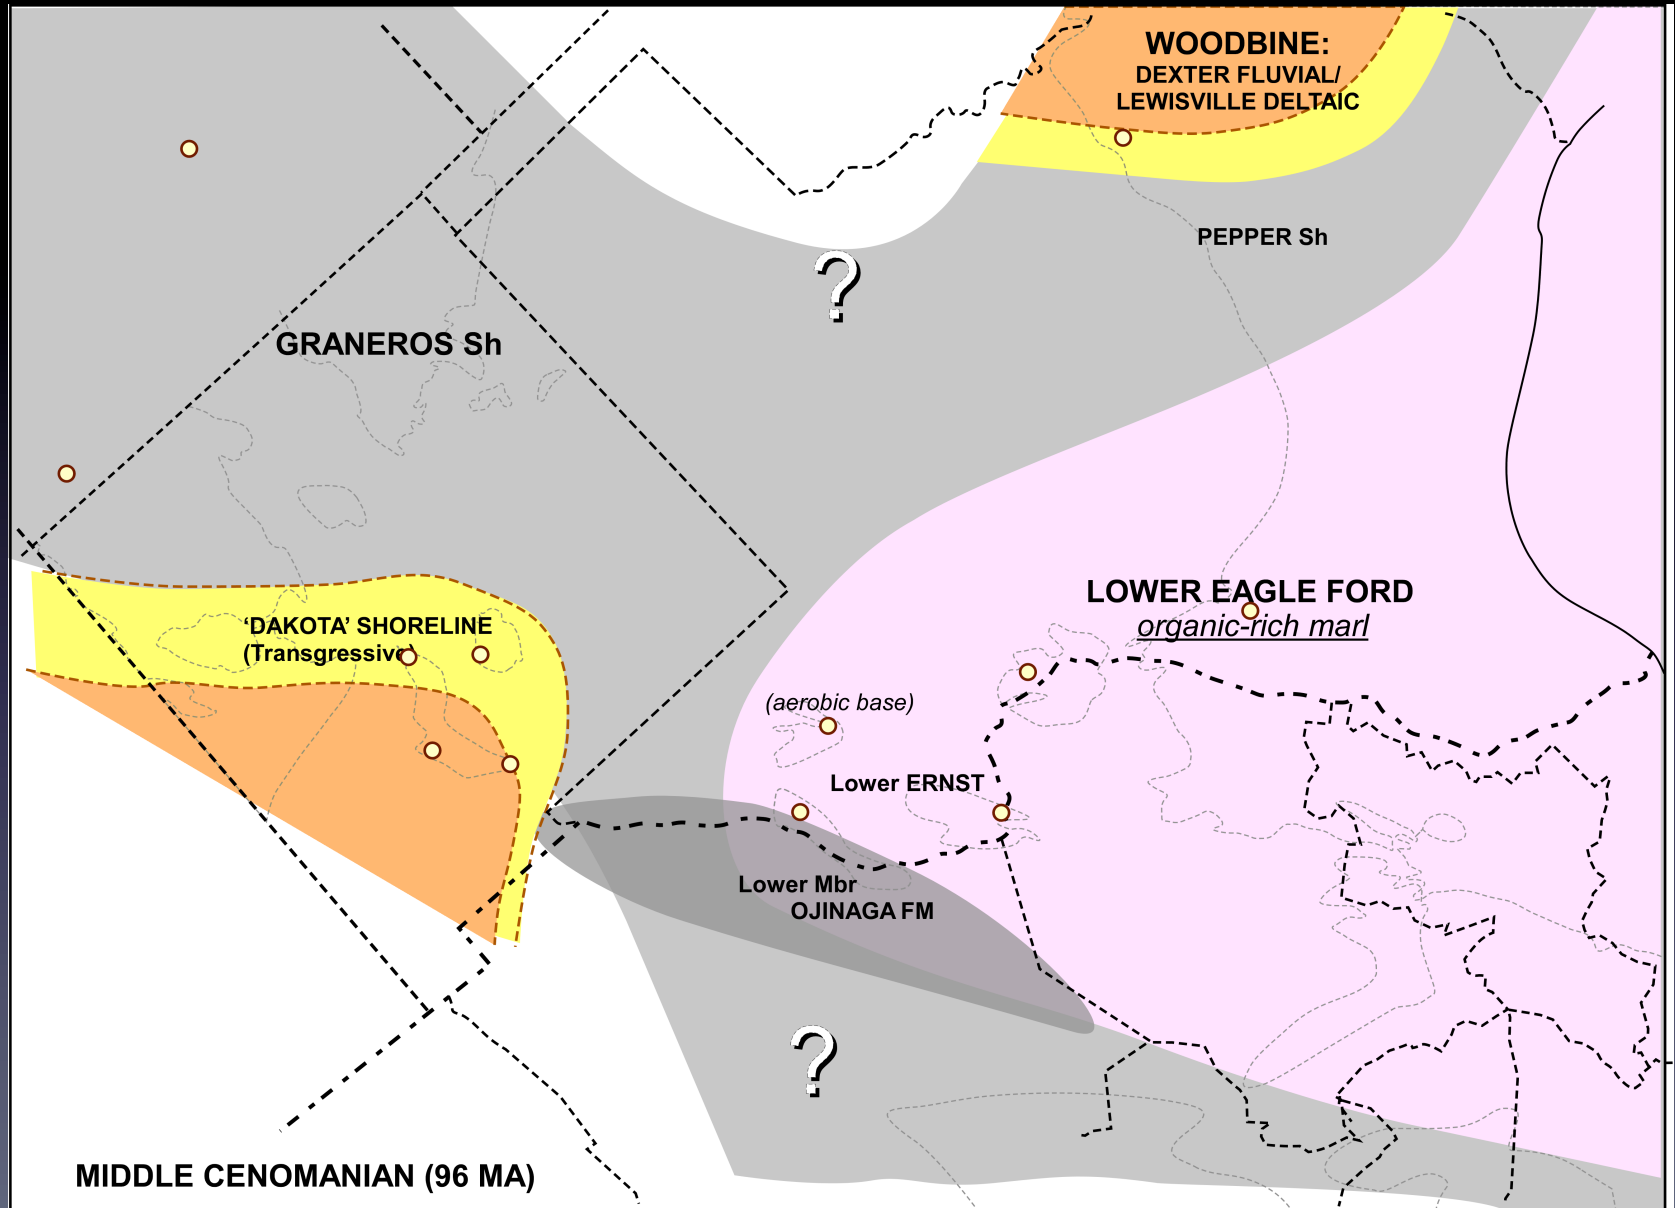 WOODBINE:
DEXTER FLUVIAL/
LEWISVILLE DELTAIC
PEPPER Sh
?
GRANEROS Sh
LOWER EAGLE FORD
organic-rich marl
‘DAKOTA’ SHORELINE
(Transgressive)
(aerobic base)
Lower ERNST
Lower Mbr
OJINAGA FM
?
MIDDLE CENOMANIAN (96 MA)